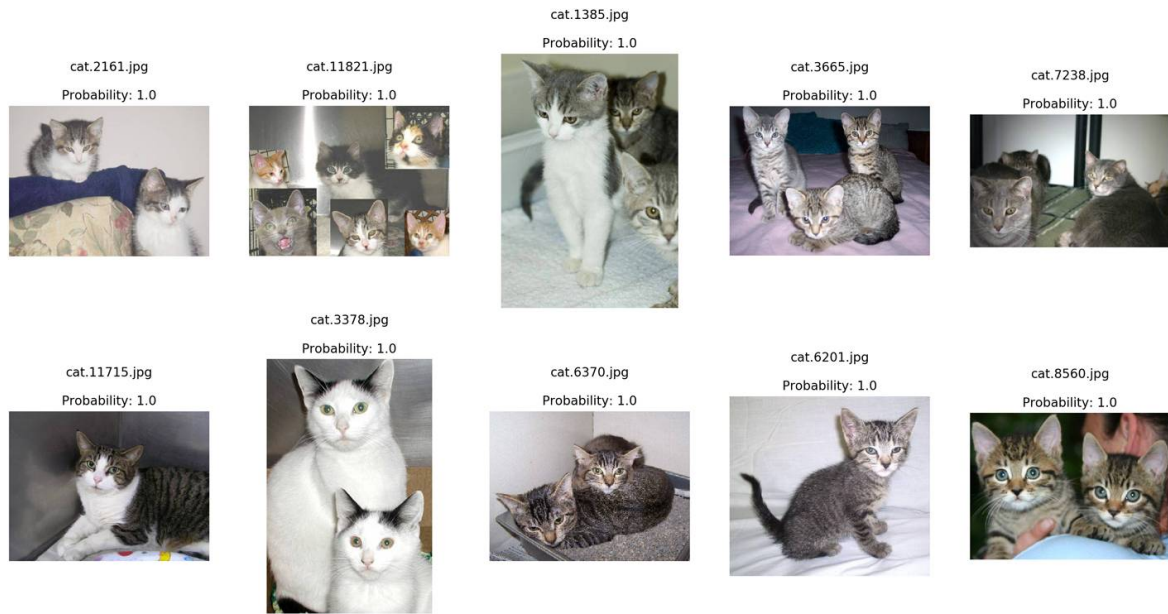 cat.2161.jpg
Probability: 1.0
cat.11821.jpg
Probability: 1.0
cat.1385.jpg
Probability: 1.0
cat.3665.jpg
Probability: 1.0
cat.7238.jpg
Probability: 1.0
cat.11715.jpg
Probability: 1.0
cat.3378.jpg
Probability: 1.0
cat.6370.jpg
Probability: 1.0
cat.6201.jpg
Probability: 1.0
cat.8560.jpg
Probability: 1.0